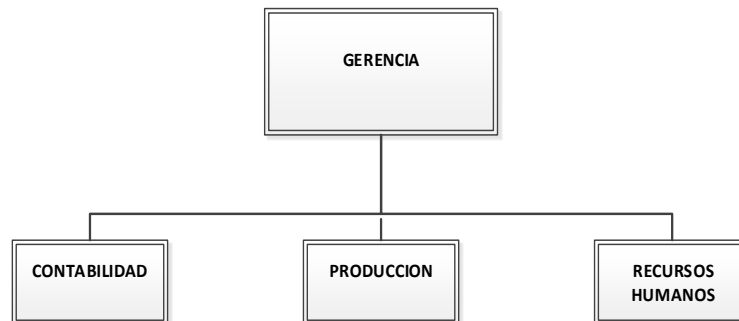 GERENCIA
CONTABILIDAD
PRODUCCION
RECURSOS
HUMANOS